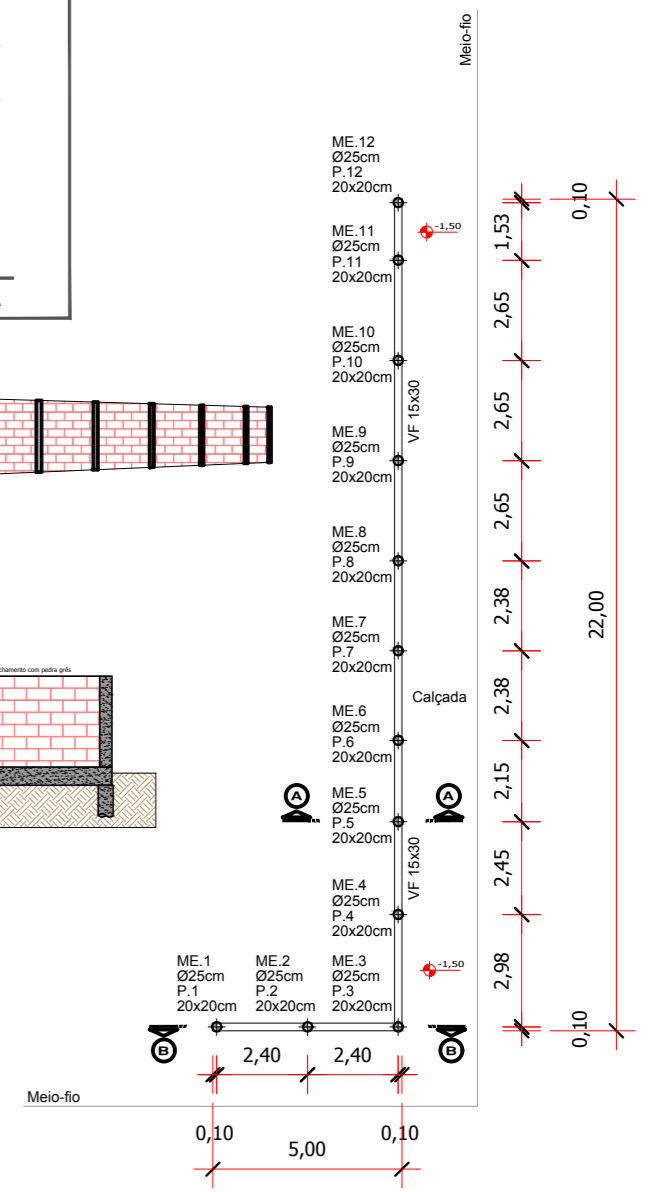 Meio-fio
ME.12
Ø25cm
P.12
20x20cm
ME.11
Ø25cm
P.11
20x20cm
ME.10
Ø25cm
P.10
20x20cm
ME.9
Ø25cm
P.9
20x20cm
ME.8
Ø25cm
P.8
20x20cm
ME.7
Ø25cm
P.7
20x20cm
ME.6
Ø25cm
P.6
20x20cm
ME.5
Ø25cm
P.5
20x20cm
ME.4
Ø25cm
P.4
20x20cm
ME.1
Ø25cm
P.1
20x20cm
ME.2
Ø25cm
P.2
20x20cm
ME.3
Ø25cm
P.3
20x20cm
-1,50
VF 15x30
Calçada
A
A
VF 15x30
-1,50
B
B
0,10
1,53
2,65
2,65
2,65
2,38
2,38
2,15
2,45
2,98
0,10
22,00
2,40
2,40
0,10
0,10
5,00
Meio-fio
com pedra grês